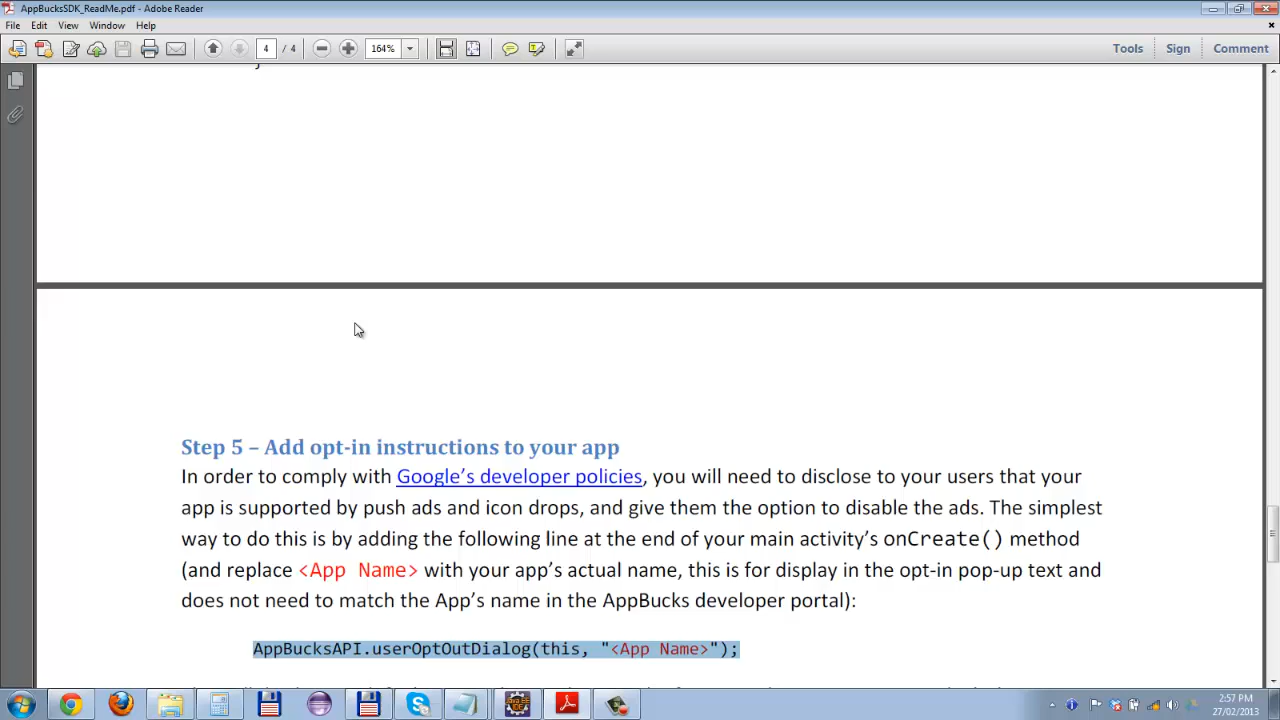 AppBucksSDK_ReadMe.pdf - Adobe Reader
File Edit View Window Help
4 / 4 164% Tools Sign Comment
Step 5 – Add opt-in instructions to your app
In order to comply with Google’s developer policies, you will need to disclose to your users that your
app is supported by push ads and icon drops, and give them the option to disable the ads. The simplest
way to do this is by adding the following line at the end of your main activity’s onCreate() method
(and replace <App Name> with your app’s actual name, this is for display in the opt-in pop-up text and
does not need to match the App’s name in the AppBucks developer portal):
AppBucksAPI.userOptOutDialog(this, "<App Name>");
2:57 PM
27/02/2013